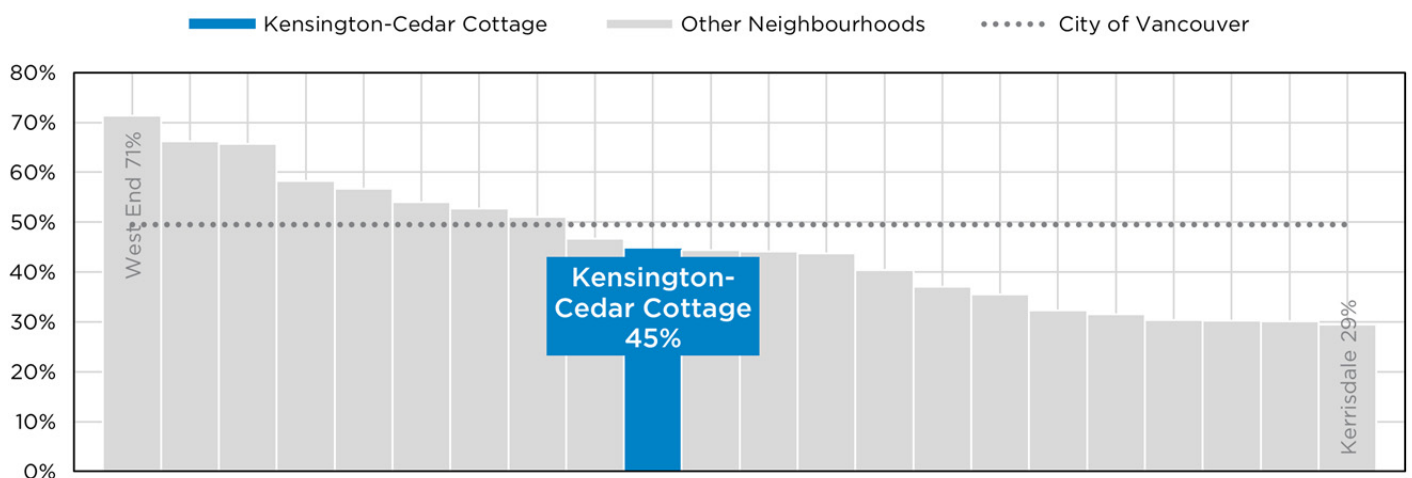 Kensington-Cedar Cottage
Other Neighbourhoods
City of Vancouver
80%
70%
60%
50%
40%
30%
20%
10%
0%
West End 71%
Kensington-
Cedar Cottage
45%
Kerrisdale 29%